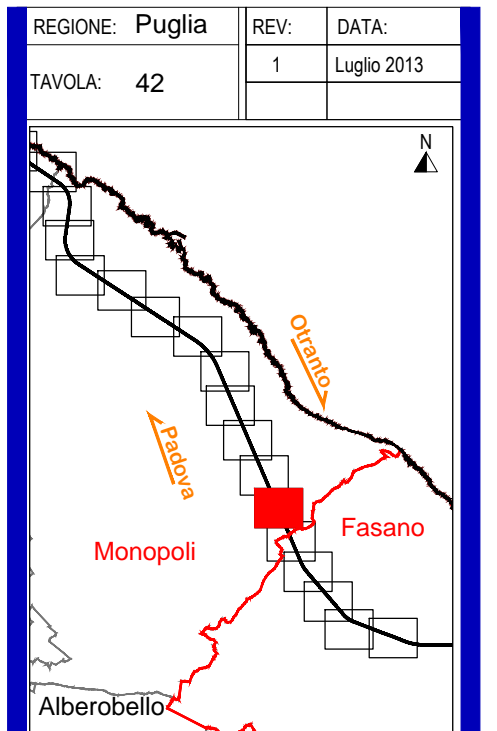 REGIONE: Puglia
REV:
DATA:
TAVOLA: 42
1
Luglio 2013
N
Otranto
Padova
Fasano
Monopoli
Alberobello